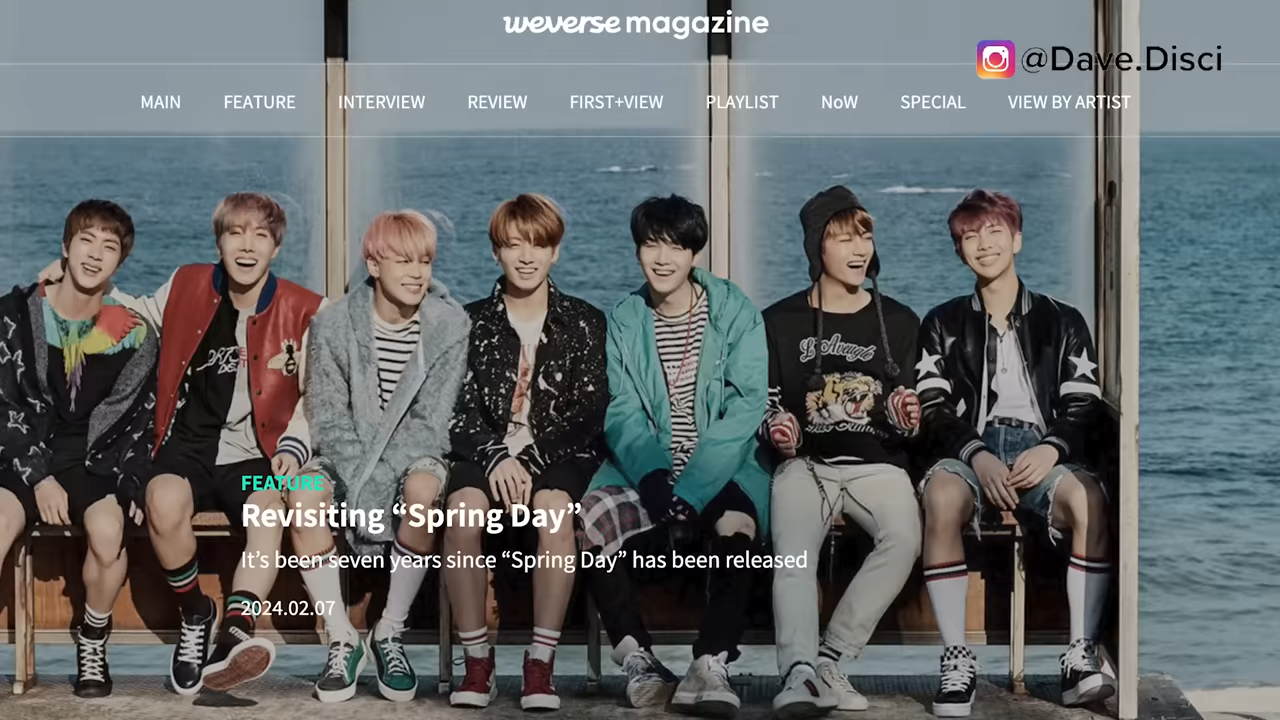 weverse magazine
@Dave.Disci
MAIN FEATURE INTERVIEW REVIEW FIRST+VIEW PLAYLIST NoW SPECIAL VIEW BY ARTIST
FEATURE
Revisiting “Spring Day”
It’s been seven years since “Spring Day” has been released
2024.02.07